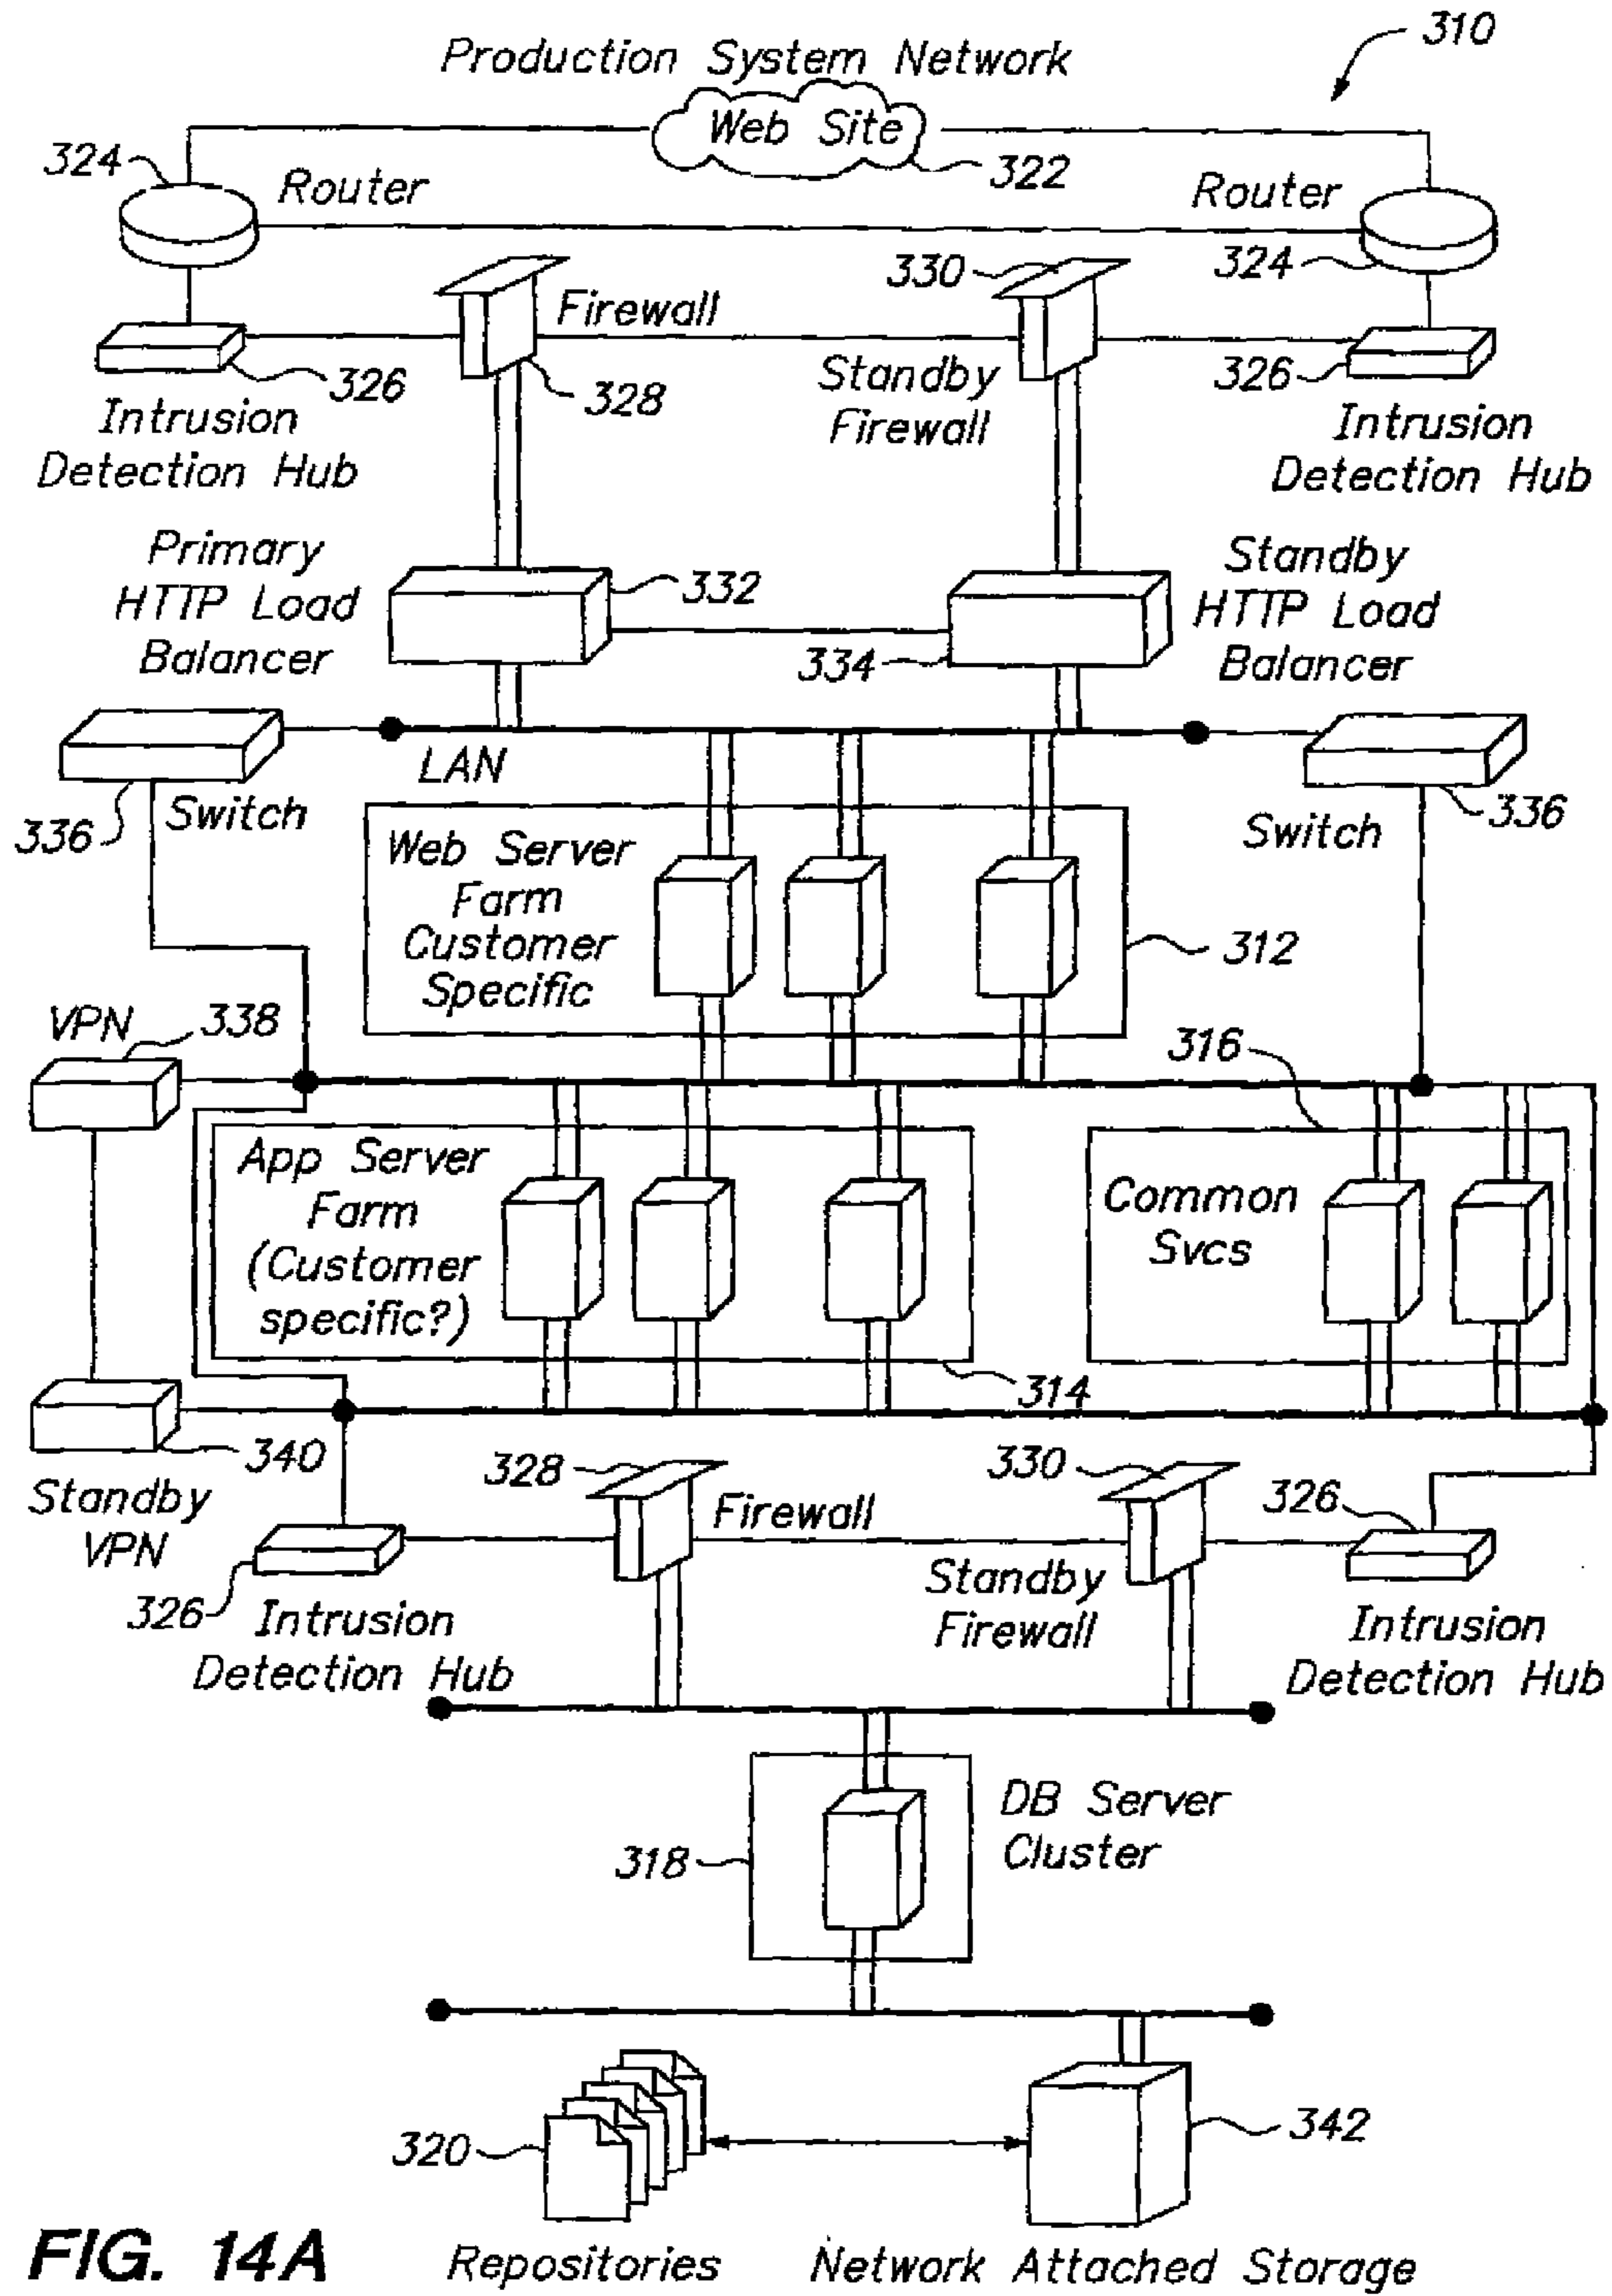 310
Production System Network
Web Site
322
324
Router
Router
324
330
Firewall
328
Standby
Firewall
326
Intrusion
Detection Hub
326
Intrusion
Detection Hub
Primary
HTTP Load
Balancer
332
334
Standby
HTTP Load
Balancer
LAN
336
Switch
Switch
336
Web Server
Farm
Customer
Specific
312
VPN
338
316
App Server
Farm
(Customer
specific?)
Common
Svcs
314
340
Standby
VPN
328
Firewall
330
Standby
Firewall
326
326
Intrusion
Detection Hub
Intrusion
Detection Hub
318
DB Server
Cluster
320
342
FIG. 14A
Repositories
Network Attached Storage